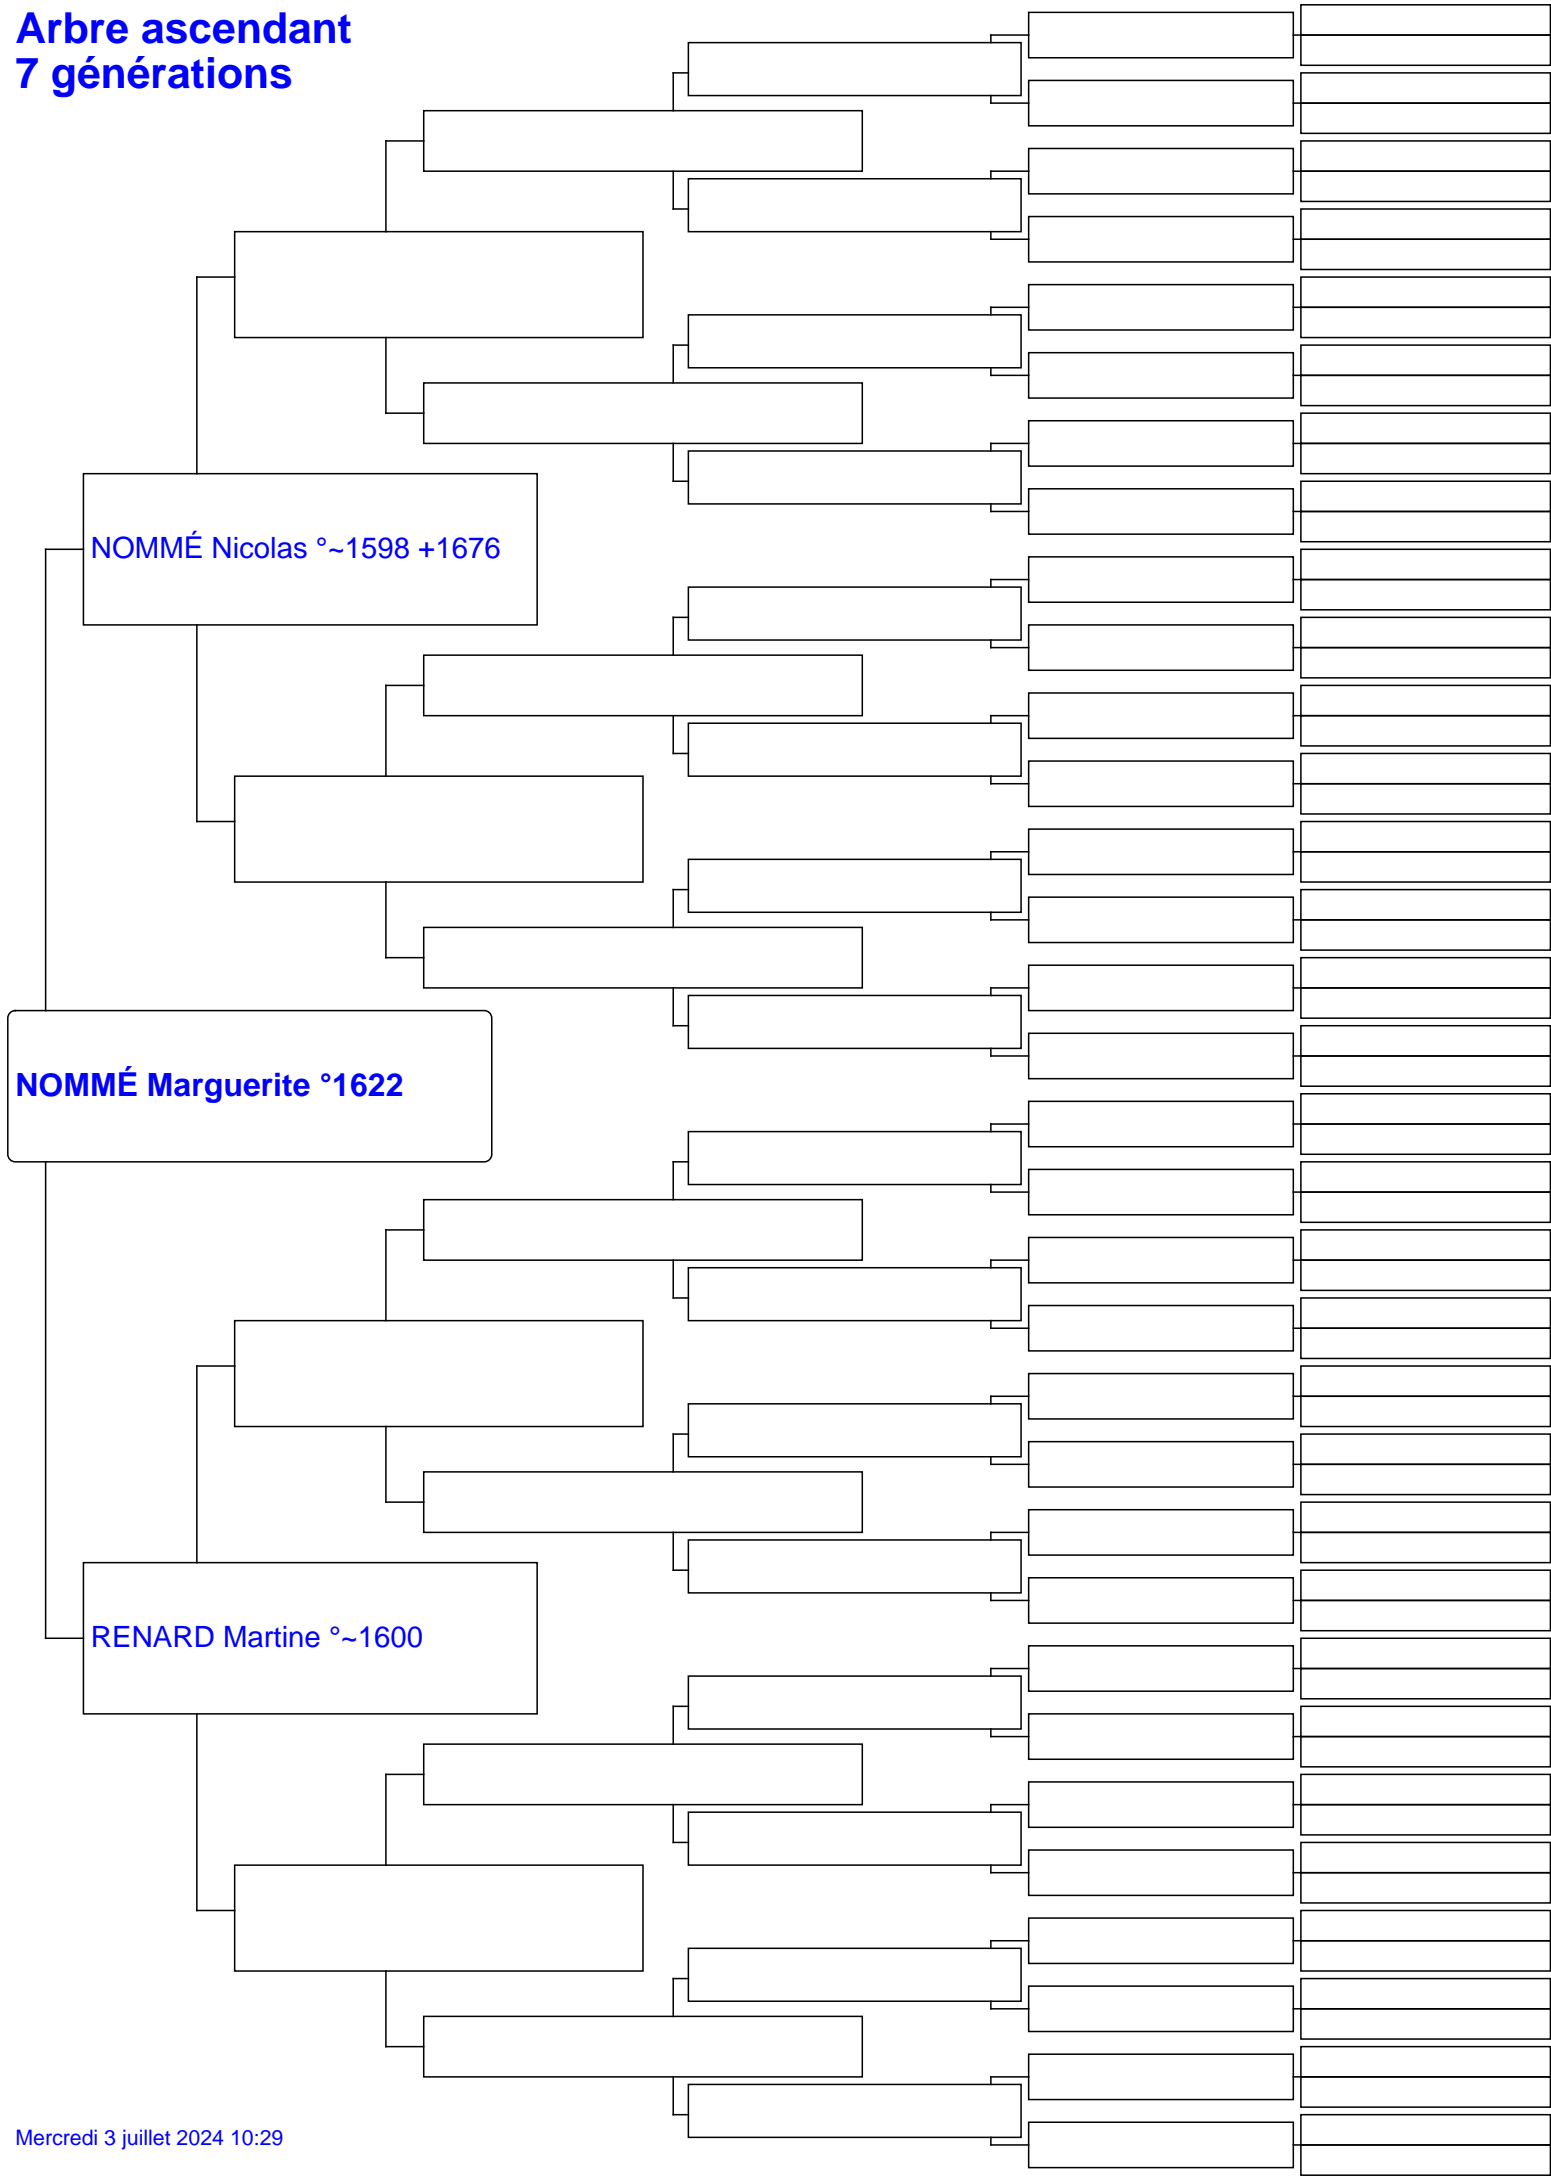 Arbre ascendant
7 générations
NOMMÉ Nicolas °~1598 +1676
NOMMÉ Marguerite °1622
RENARD Martine °~1600
Mercredi 3 juillet 2024 10:29